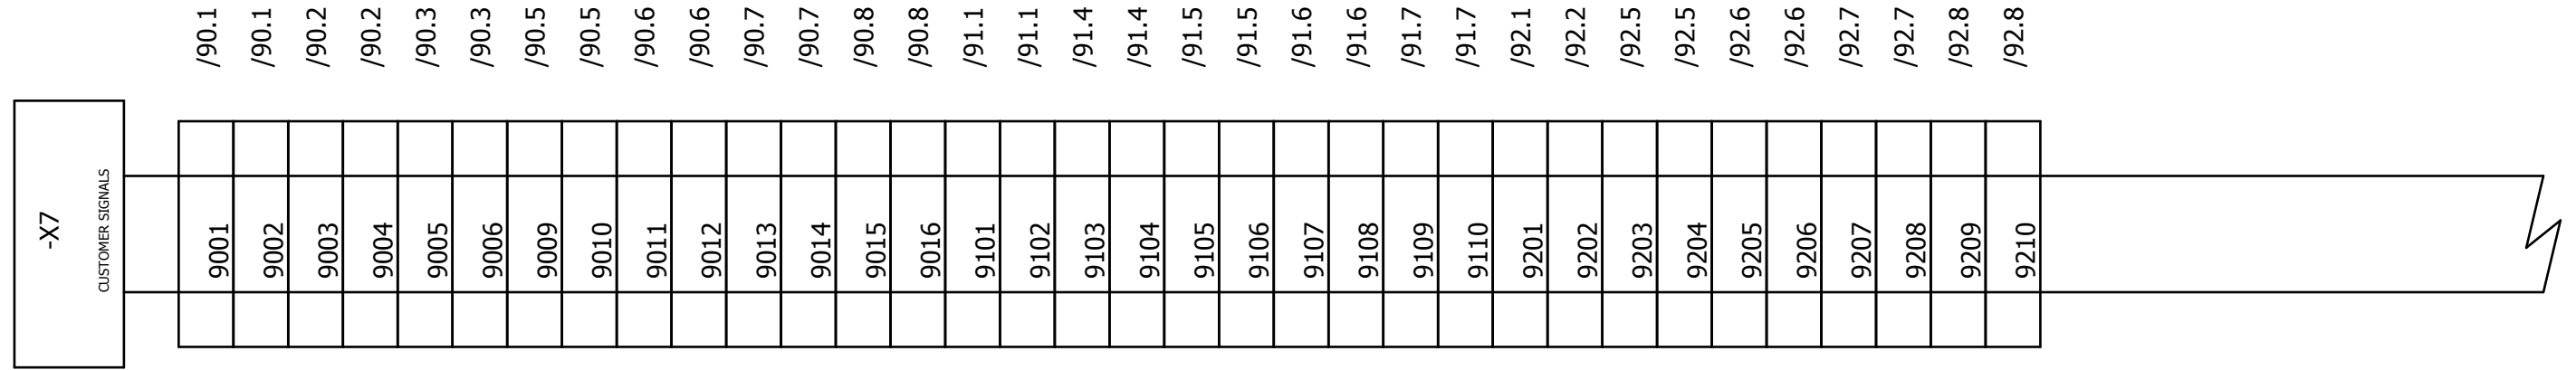 /90.1 /90.1 /90.2 /90.2 /90.3 /90.3 /90.5 /90.5 /90.6 /90.6 /90.7 /90.7 /90.8 /90.8 /91.1 /91.1 /91.4 /91.4 /91.5 /91.5 /91.6 /91.6 /91.7 /91.7 /92.1 /92.2 /92.5 /92.5 /92.6 /92.6 /92.7 /92.7 /92.8 /92.8
-X7
CUSTOMER SIGNALS
9001 9002 9003 9004 9005 9006 9009 9010 9011 9012 9013 9014 9015 9016 9101 9102 9103 9104 9105 9106 9107 9108 9109 9110 9201 9202 9203 9204 9205 9206 9207 9208 9209 9210